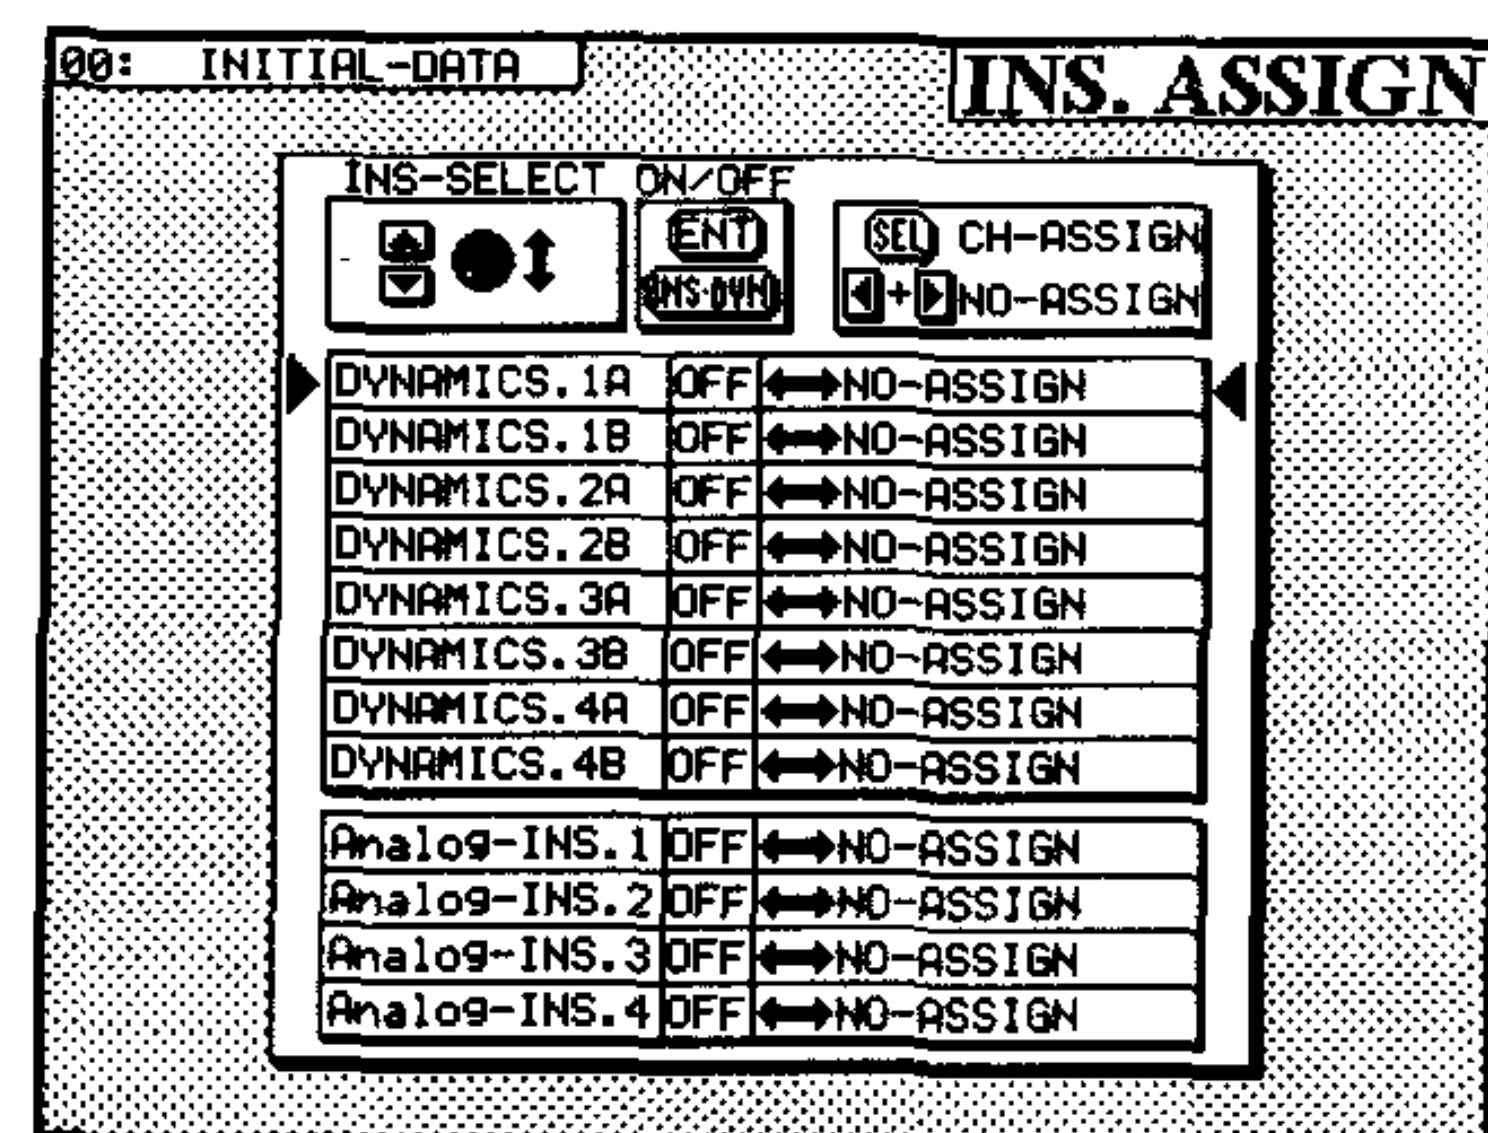 00: INITIAL-DATA
INS. ASSIGN
INS-SELECT ON/OFF
ENT
SEL CH-ASSIGN
INS·DYN
+ NO-ASSIGN
DYNAMICS.1A OFF NO-ASSIGN
DYNAMICS.1B OFF NO-ASSIGN
DYNAMICS.2A OFF NO-ASSIGN
DYNAMICS.2B OFF NO-ASSIGN
DYNAMICS.3A OFF NO-ASSIGN
DYNAMICS.3B OFF NO-ASSIGN
DYNAMICS.4A OFF NO-ASSIGN
DYNAMICS.4B OFF NO-ASSIGN
Analog-INS.1 OFF NO-ASSIGN
Analog-INS.2 OFF NO-ASSIGN
Analog-INS.3 OFF NO-ASSIGN
Analog-INS.4 OFF NO-ASSIGN